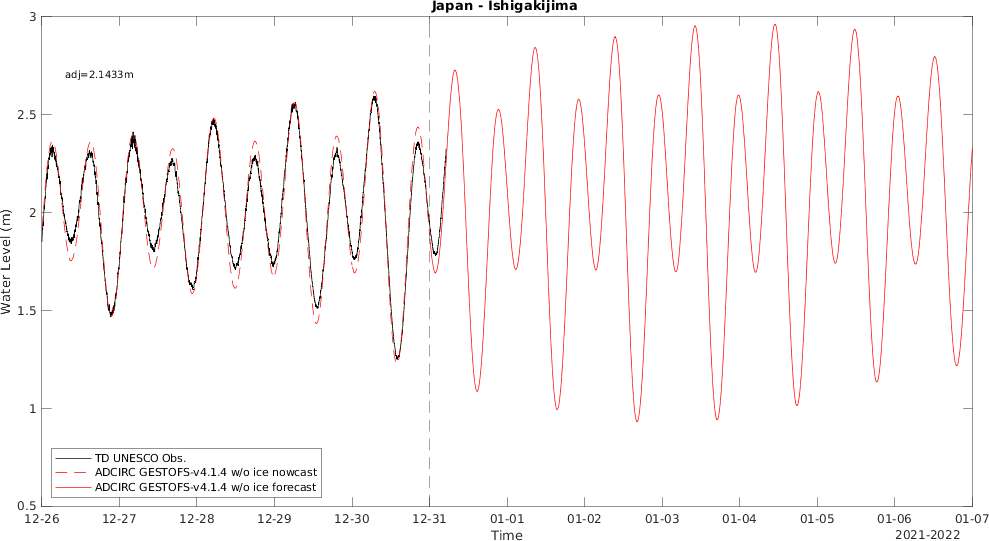 Japan - Ishigakijima
3
adj=2.1433m
2.5
2
Water Level (m)
1.5
1
TD UNESCO Obs.
ADCIRC GESTOFS-v4.1.4 w/o ice nowcast
ADCIRC GESTOFS-v4.1.4 w/o ice forecast
0.5
12-26 12-27 12-28 12-29 12-30 12-31 01-01 01-02 01-03 01-04 01-05 01-06 01-07
Time
2021-2022